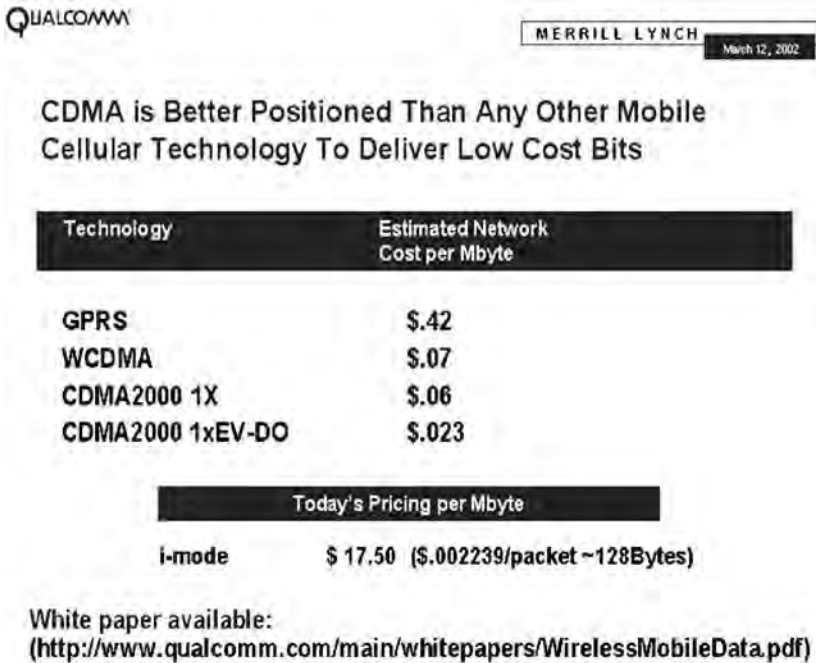 QUALCOMM
MERRILL LYNCH
March 12, 2002
CDMA is Better Positioned Than Any Other Mobile
Cellular Technology To Deliver Low Cost Bits
Technology Estimated Network
Cost per Mbyte
GPRS $.42
WCDMA $.07
CDMA2000 1X $.06
CDMA2000 1xEV-DO $.023
Today's Pricing per Mbyte
i-mode $ 17.50 ($.002239/packet ~128Bytes)
White paper available:
(http://www.qualcomm.com/main/whitepapers/WirelessMobileData.pdf)